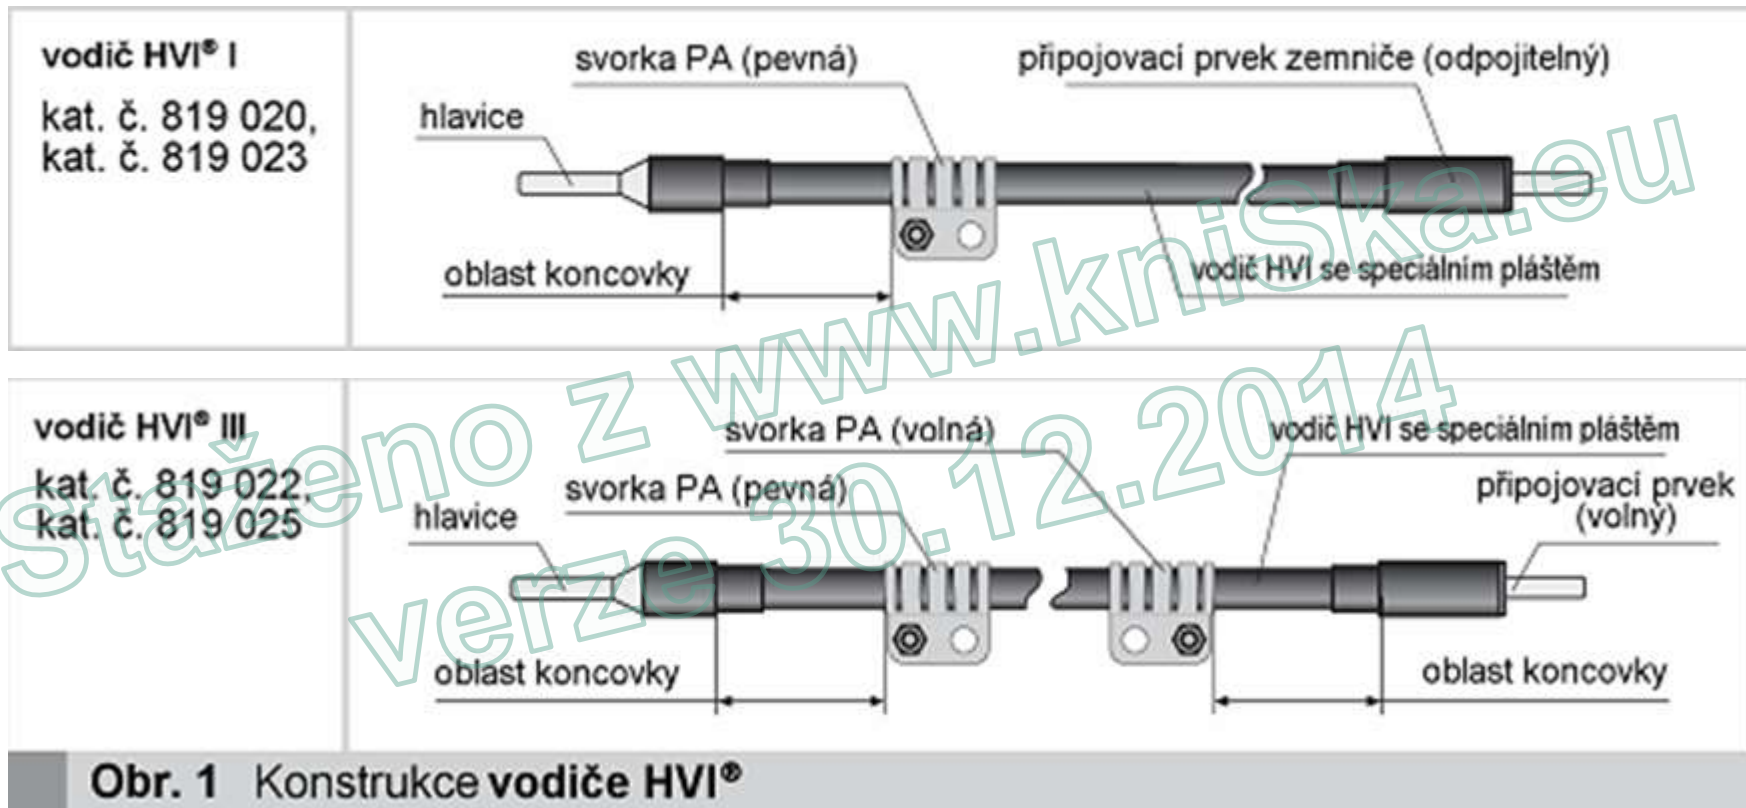 vodič HVI® I
kat. č. 819 020,
kat. č. 819 023
svorka PA (pevná)
připojovací prvek zemniče (odpojitelný)
hlavice
oblast koncovky
vodič HVI se speciálním pláštěm
vodič HVI® III
kat. č. 819 022,
kat. č. 819 025
svorka PA (volná)
vodič HVI se speciálním pláštěm
svorka PA (pevná)
připojovací prvek
(volný)
hlavice
oblast koncovky
oblast koncovky
Staženo z www.kniSka.eu
verze 30.12.2014
Obr. 1 Konstrukce vodiče HVI®